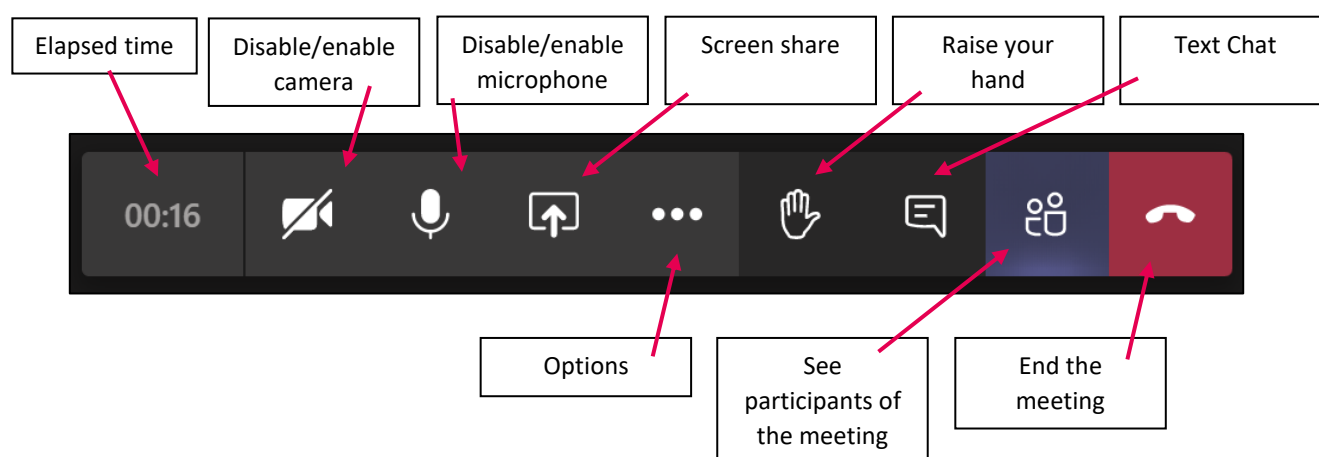 Elapsed time
Disable/enable
camera
Disable/enable
microphone
Screen share
Raise your
hand
Text Chat
00:16
Options
See
participants of
the meeting
End the
meeting